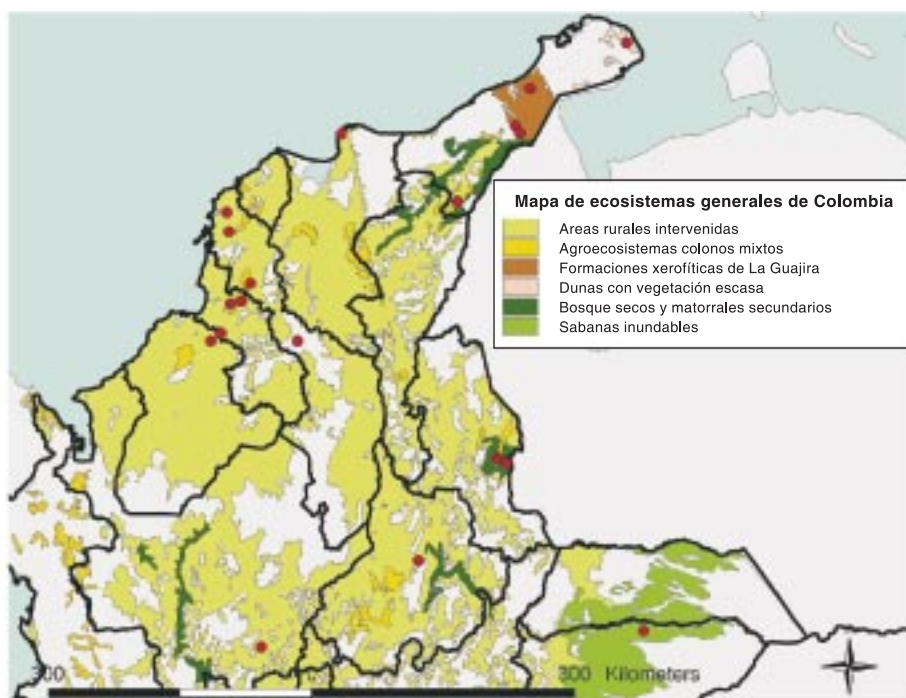 Mapa de ecosistemas generales de Colombia
Areas rurales intervenidas
Agroecosistemas colonos mixtos
Formaciones xerofíticas de La Guajira
Dunas con vegetación escasa
Bosque secos y matorrales secundarios
Sabanas inundables
300 0 300 Kilometers